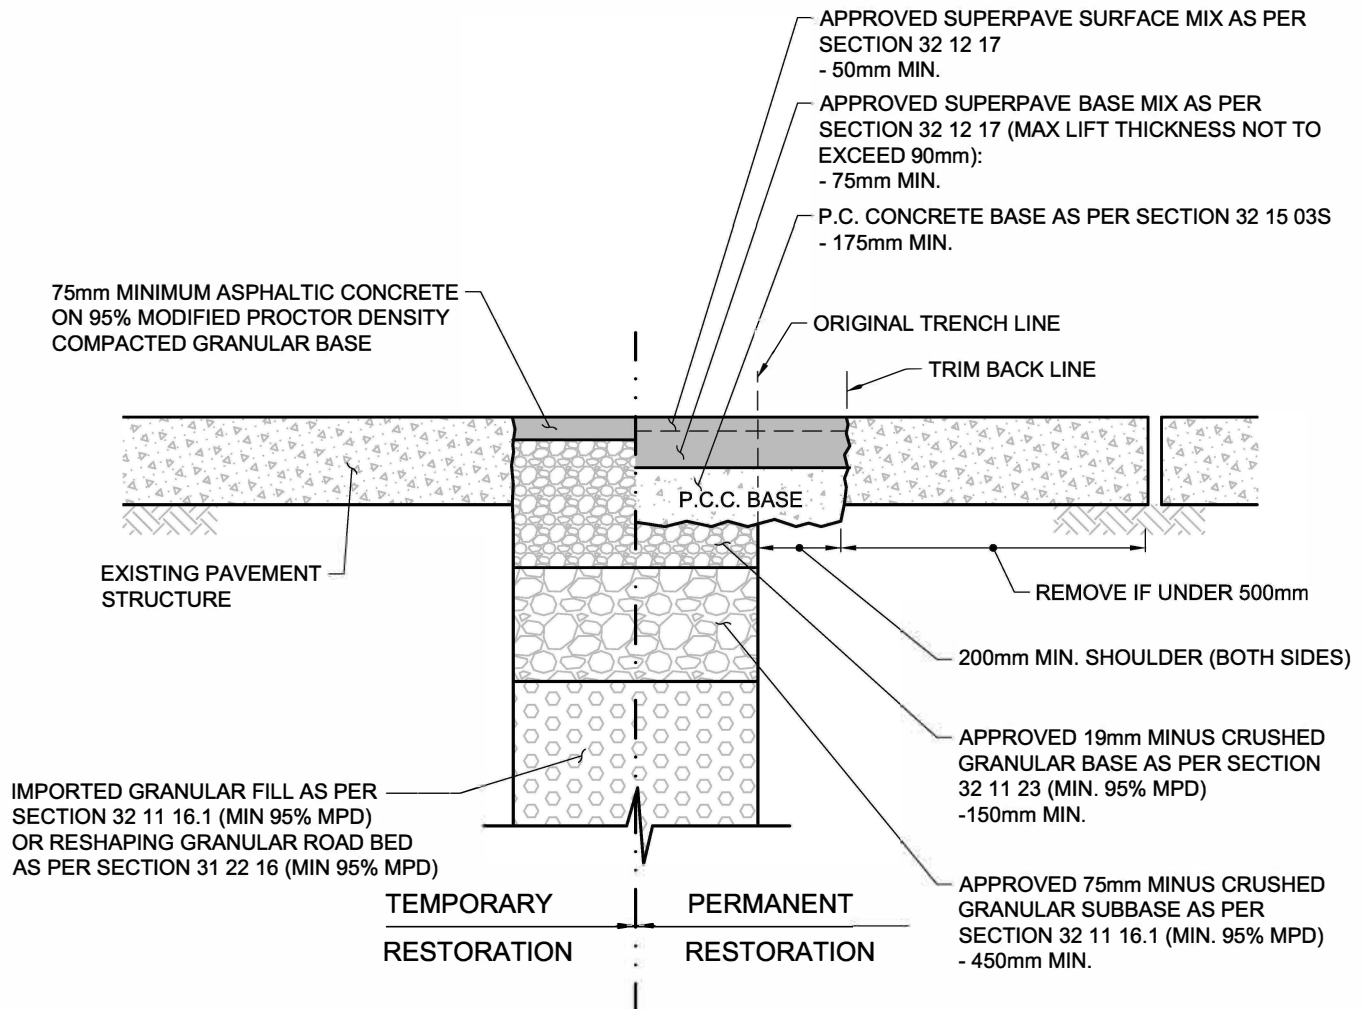 APPROVED SUPERPAVE SURFACE MIX AS PER
SECTION 32 12 17
- 50mm MIN.
APPROVED SUPERPAVE BASE MIX AS PER
SECTION 32 12 17 (MAX LIFT THICKNESS NOT TO
EXCEED 90mm):
- 75mm MIN.
P.C. CONCRETE BASE AS PER SECTION 32 15 03S
- 175mm MIN.
75mm MINIMUM ASPHALTIC CONCRETE
ON 95% MODIFIED PROCTOR DENSITY
COMPACTED GRANULAR BASE
ORIGINAL TRENCH LINE
TRIM BACK LINE
P.C.C. BASE
EXISTING PAVEMENT
STRUCTURE
REMOVE IF UNDER 500mm
200mm MIN. SHOULDER (BOTH SIDES)
APPROVED 19mm MINUS CRUSHED
GRANULAR BASE AS PER SECTION
32 11 23 (MIN. 95% MPD)
-150mm MIN.
IMPORTED GRANULAR FILL AS PER
SECTION 32 11 16.1 (MIN 95% MPD)
OR RESHAPING GRANULAR ROAD BED
AS PER SECTION 31 22 16 (MIN 95% MPD)
APPROVED 75mm MINUS CRUSHED
GRANULAR SUBBASE AS PER
SECTION 32 11 16.1 (MIN. 95% MPD)
- 450mm MIN.
TEMPORARY
RESTORATION
PERMANENT
RESTORATION